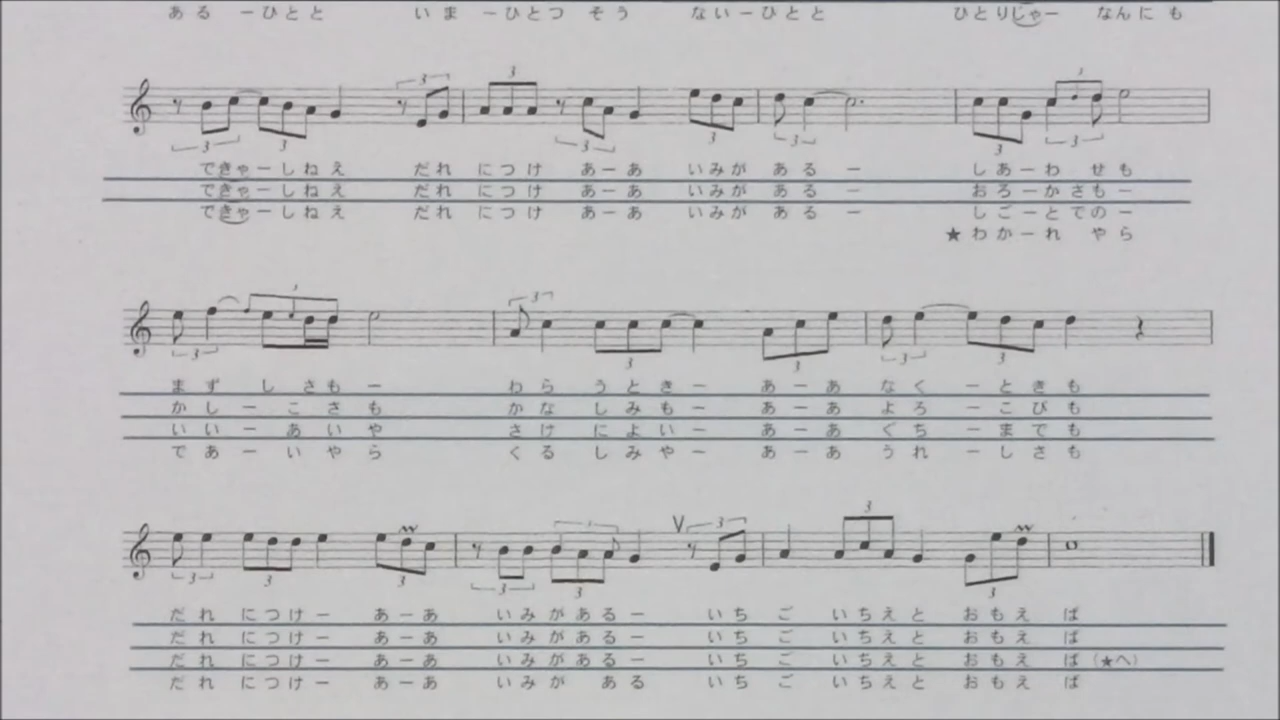 ある ーひとと いま ーひとつ そう ないーひとと ひとりじゃー なんにも
できゃーしねえ だれ につけ あーあ いみが ある ー しあーわ せも
できゃーしねえ だれ につけ あーあ いみが ある ー おろーかさもー
できゃーしねえ だれ につけ あーあ いみが ある ー しごーとてのー
★わかーれ やら
まず しさもー わら うときー あーあ なく ーときも
かしー こさも かな しみもー あーあ よろ ーこびも
いいー あいや さけ によいー あーあ ぐち ーまでも
であー いやら くる しみやー あーあ うれ ーしさも
だれ につけー あーあ いみがあるー いち ご いちえと おもえ ば
だれ につけー あーあ いみがあるー いち ご いちえと おもえ ば
だれ につけー あーあ いみがあるー いち ご いちえと おもえ ば(★へ)
だれ につけー あーあ いみが ある いち ご いちえと おもえ ば